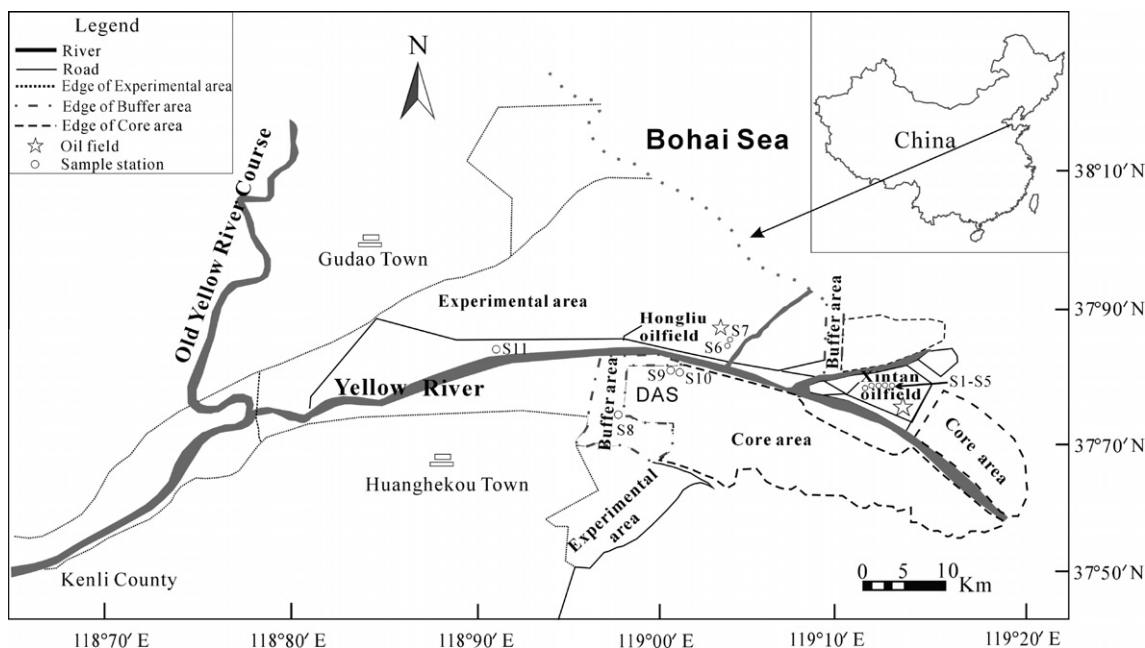 Legend
River
Road
Edge of Experimental area
Edge of Buffer area
Edge of Core area
Oil field
Sample station
N
Bohai Sea
China
Old Yellow River Course
Gudao Town
Experimental area
Hongliu
oilfield
S7
S6
Buffer area
S11
Yellow River
Buffer area
S9
S10
DAS
S8
Xintan
oilfield
S1-S5
Core area
Core area
Huanghekou Town
Experimental
area
Kenli County
0 5 10
Km
38°10′ N
37°90′ N
37°70′ N
37°50′ N
118°70′ E
118°80′ E
118°90′ E
119°00′ E
119°10′ E
119°20′ E